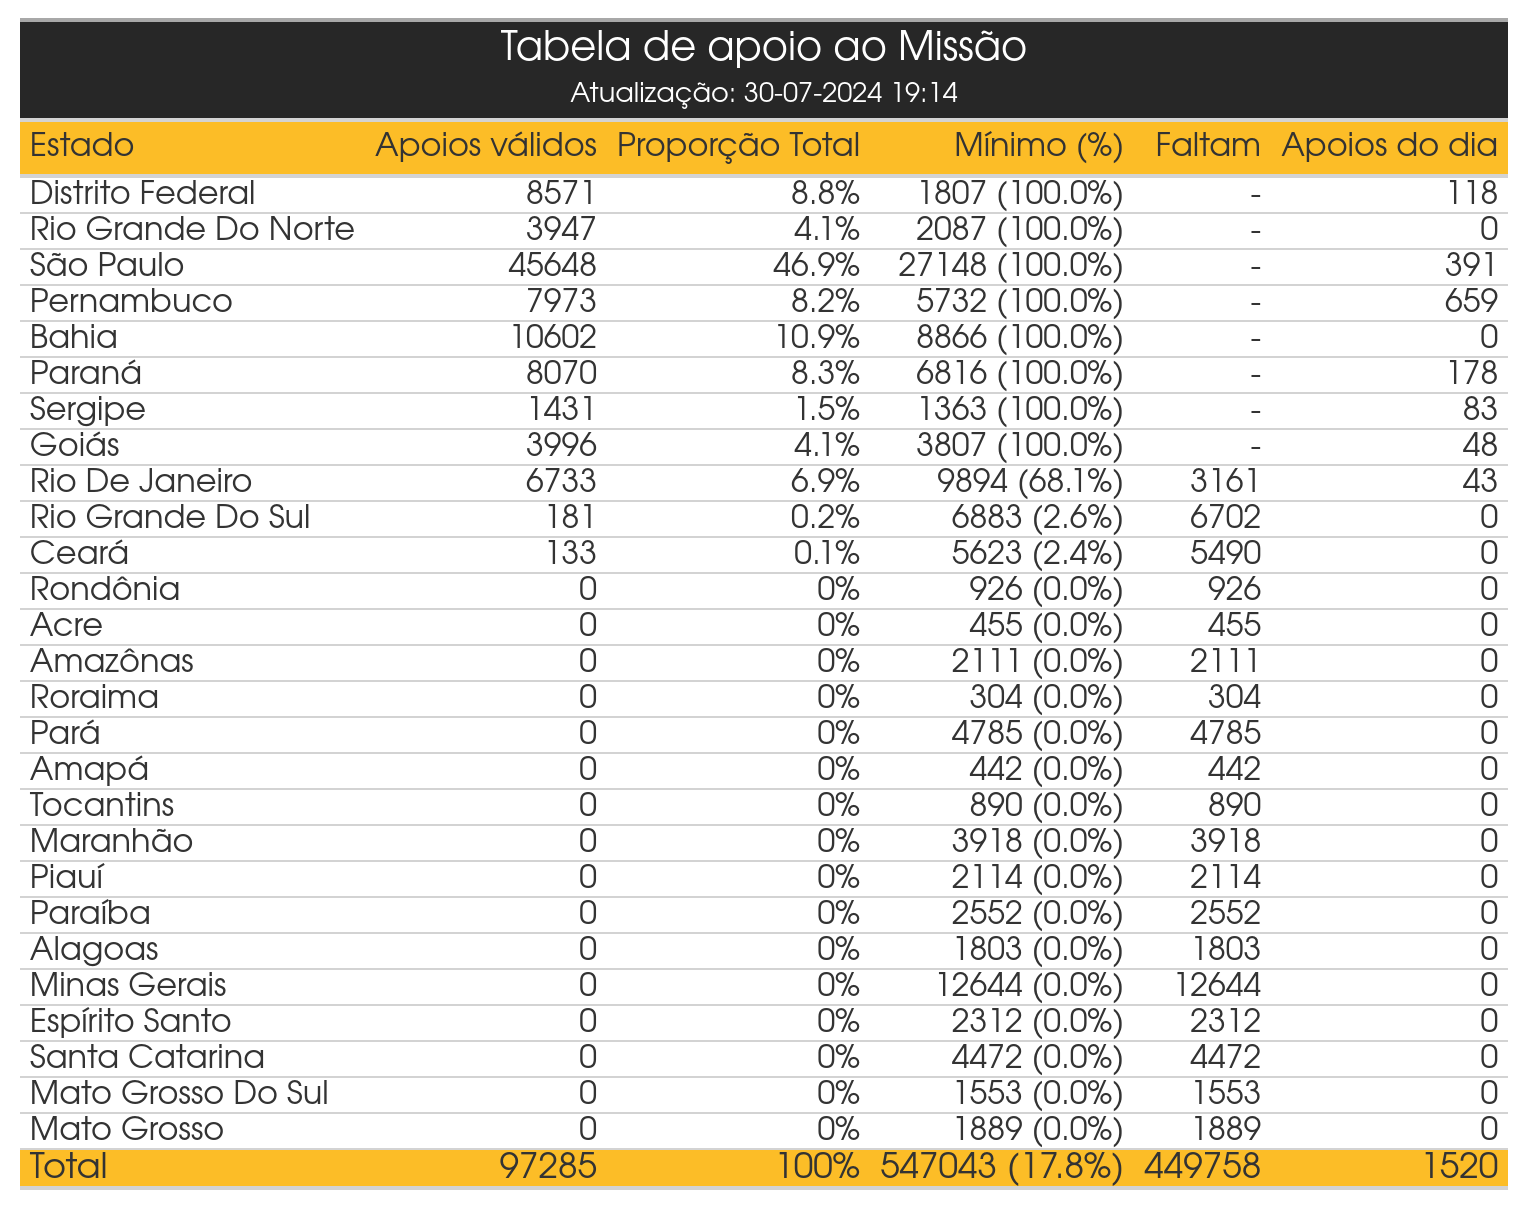 Tabela de apoio ao Missão
Atualização: 30-07-2024 19:14
Estado Apoios válidos Proporção Total Mínimo (%) Faltam Apoios do dia
Distrito Federal 8571 8.8% 1807 (100.0%) - 118
Rio Grande Do Norte 3947 4.1% 2087 (100.0%) - 0
São Paulo 45648 46.9% 27148 (100.0%) - 391
Pernambuco 7973 8.2% 5732 (100.0%) - 659
Bahia 10602 10.9% 8866 (100.0%) - 0
Paraná 8070 8.3% 6816 (100.0%) - 178
Sergipe 1431 1.5% 1363 (100.0%) - 83
Goiás 3996 4.1% 3807 (100.0%) - 48
Rio De Janeiro 6733 6.9% 9894 (68.1%) 3161 43
Rio Grande Do Sul 181 0.2% 6883 (2.6%) 6702 0
Ceará 133 0.1% 5623 (2.4%) 5490 0
Rondônia 0 0% 926 (0.0%) 926 0
Acre 0 0% 455 (0.0%) 455 0
Amazônas 0 0% 2111 (0.0%) 2111 0
Roraima 0 0% 304 (0.0%) 304 0
Pará 0 0% 4785 (0.0%) 4785 0
Amapá 0 0% 442 (0.0%) 442 0
Tocantins 0 0% 890 (0.0%) 890 0
Maranhão 0 0% 3918 (0.0%) 3918 0
Piauí 0 0% 2114 (0.0%) 2114 0
Paraíba 0 0% 2552 (0.0%) 2552 0
Alagoas 0 0% 1803 (0.0%) 1803 0
Minas Gerais 0 0% 12644 (0.0%) 12644 0
Espírito Santo 0 0% 2312 (0.0%) 2312 0
Santa Catarina 0 0% 4472 (0.0%) 4472 0
Mato Grosso Do Sul 0 0% 1553 (0.0%) 1553 0
Mato Grosso 0 0% 1889 (0.0%) 1889 0
Total 97285 100% 547043 (17.8%) 449758 1520